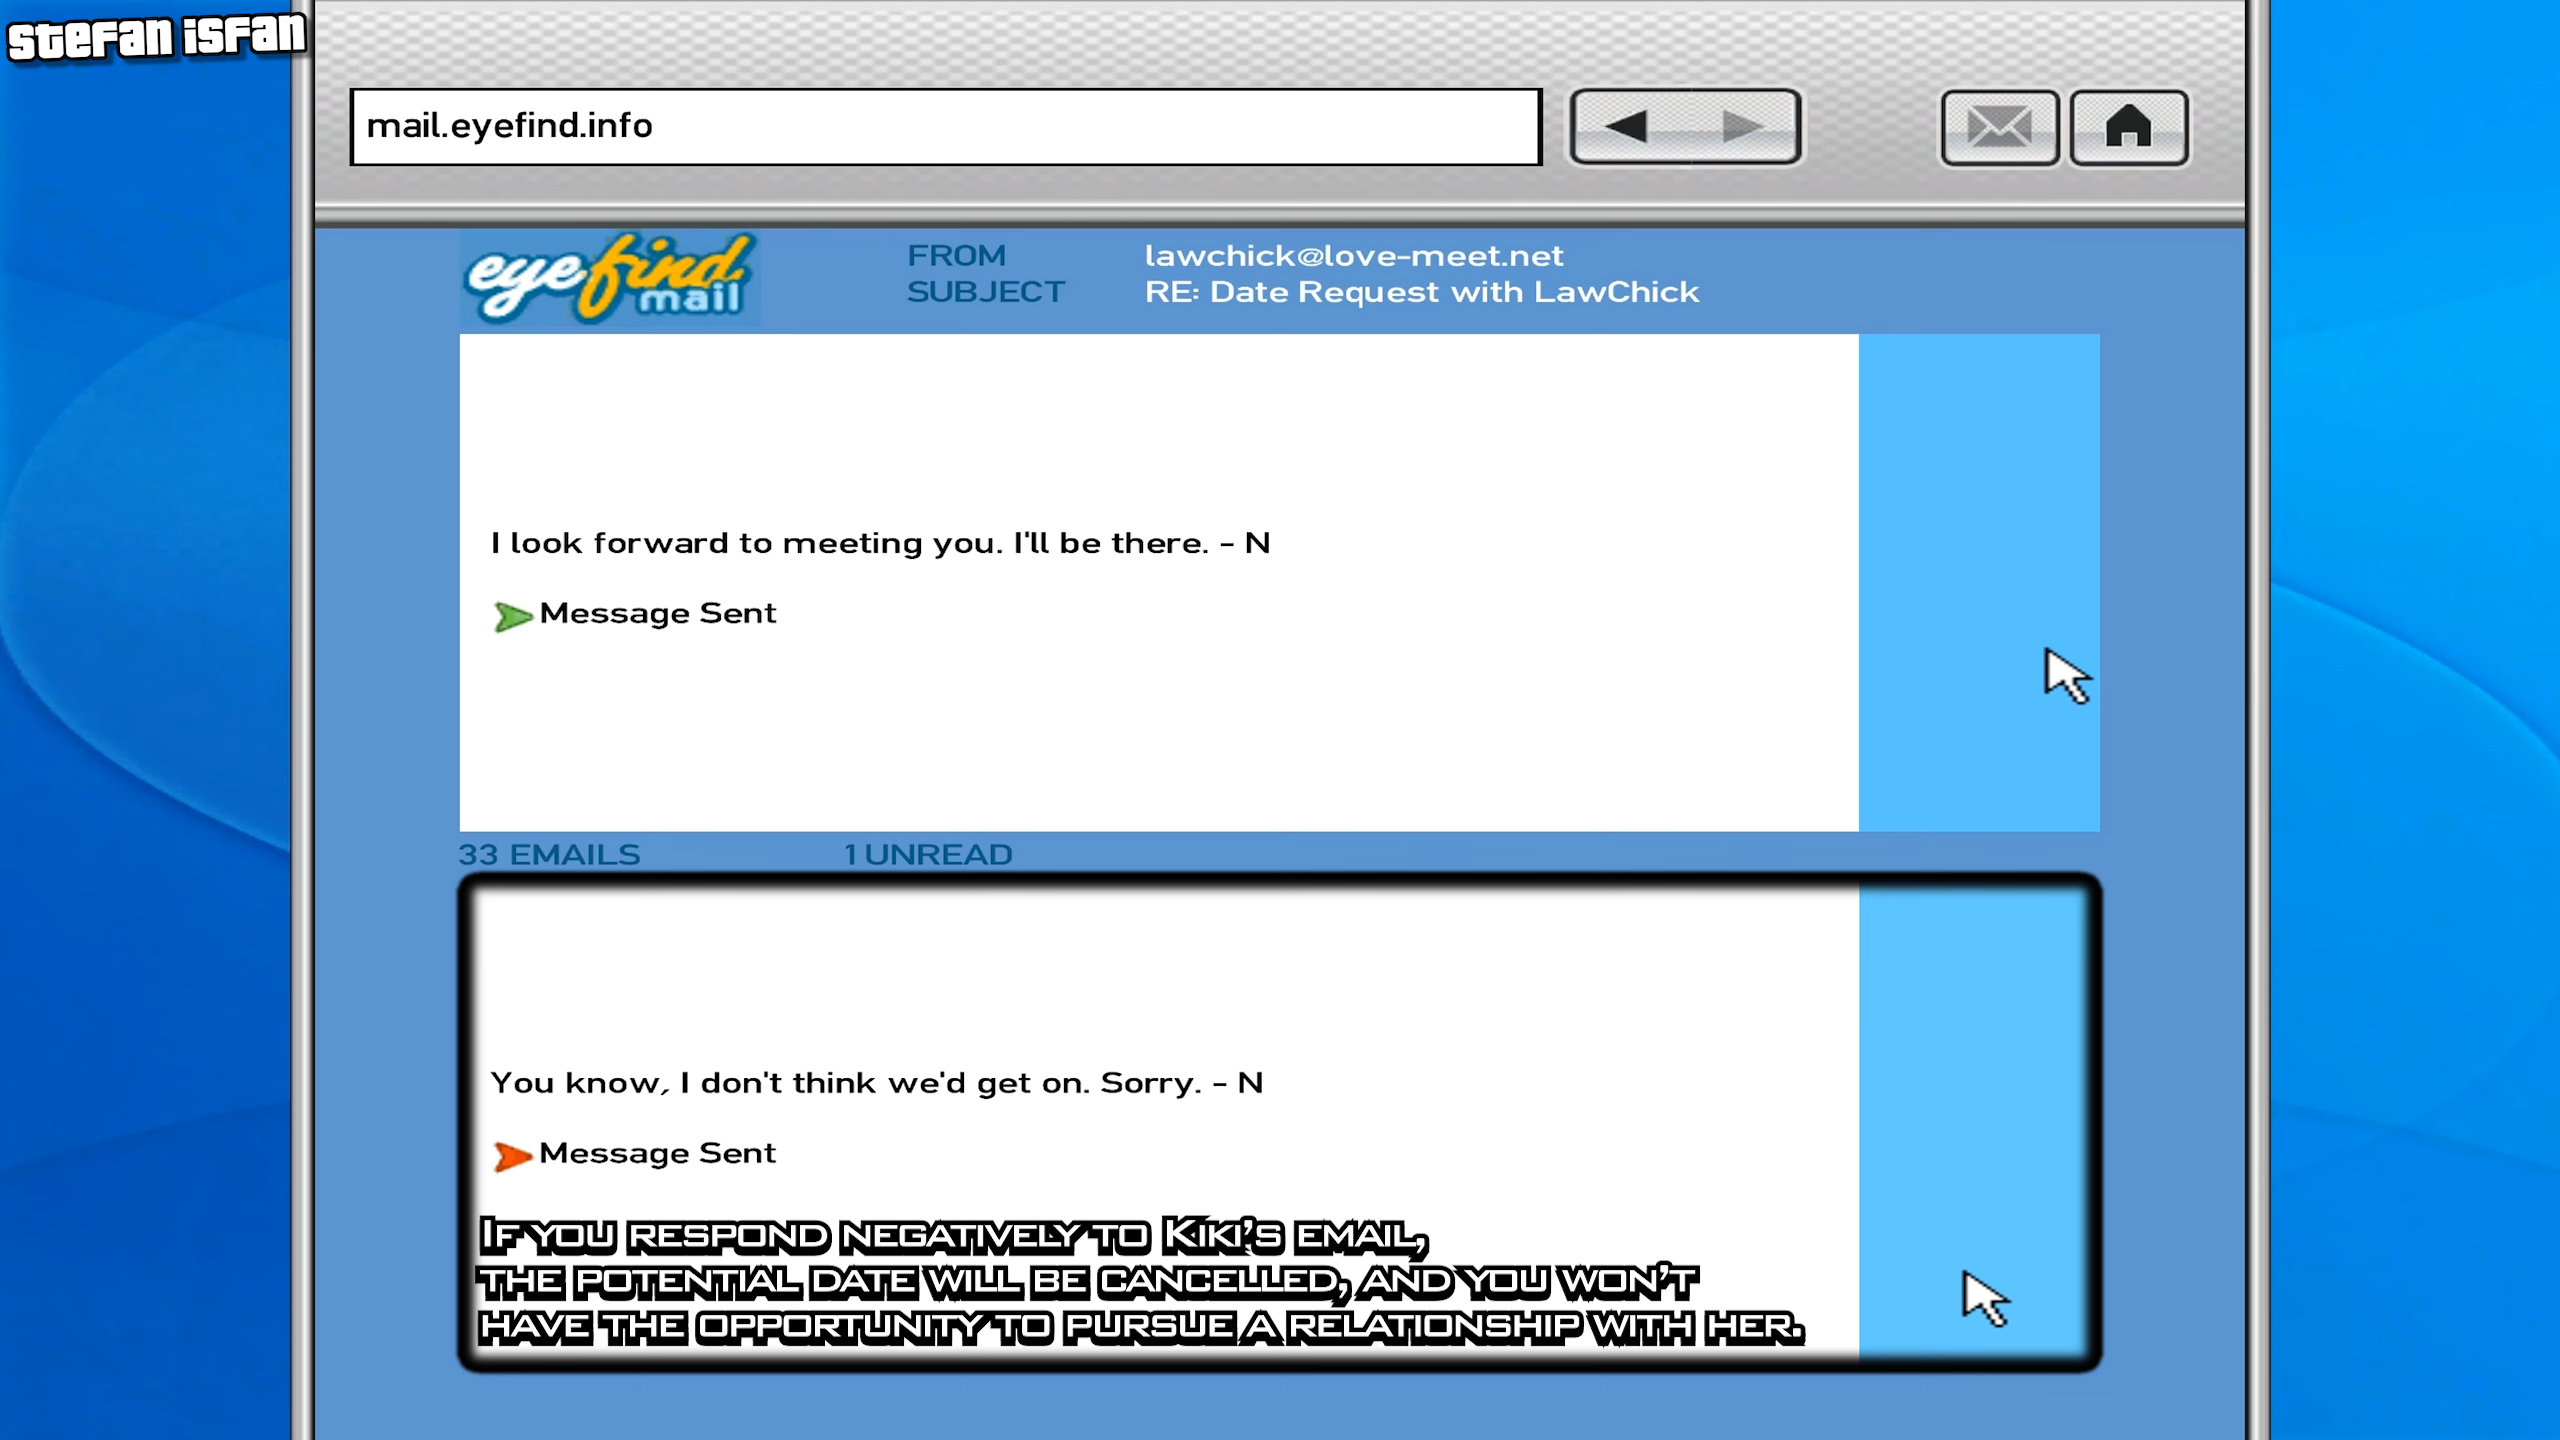 STEFAN ISFAN
mail.eyefind.info
eyefind.
mail
FROM lawchick@love-meet.net
SUBJECT RE: Date Request with LawChick
I look forward to meeting you. I'll be there. - N
Message Sent
33 EMAILS 1 UNREAD
You know, I don't think we'd get on. Sorry. - N
Message Sent
If you respond negatively to Kiki's email,
the potential date will be cancelled, and you won't
have the opportunity to pursue a relationship with her.